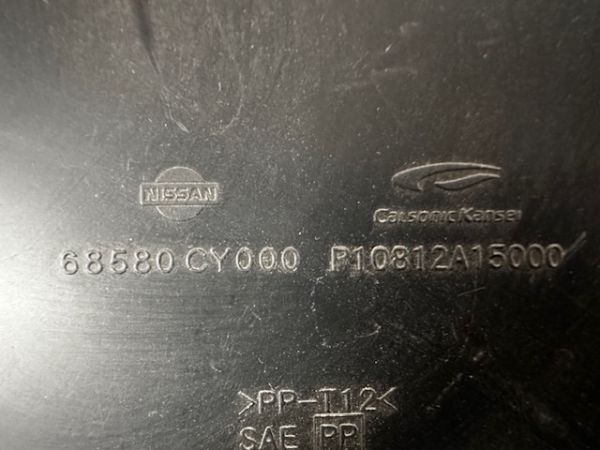 NISSAN
CalsonicKansei
68580 CY000 P10812A15000
>PP-T12<
SAE PP